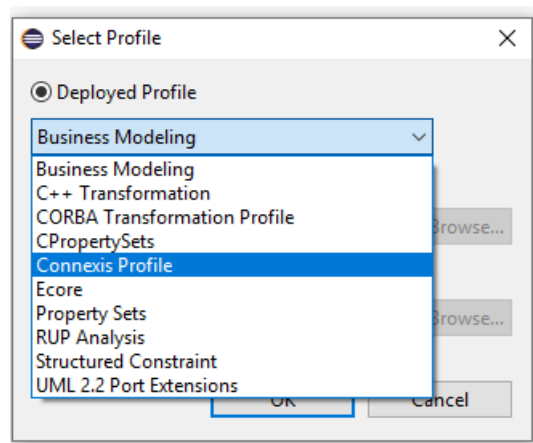 Select Profile
Deployed Profile
Business Modeling
Business Modeling
C++ Transformation
CORBA Transformation Profile
CPropertySets
Browse...
Connexis Profile
Ecore
Property Sets
Browse...
RUP Analysis
Structured Constraint
UML 2.2 Port Extensions
OK
Cancel